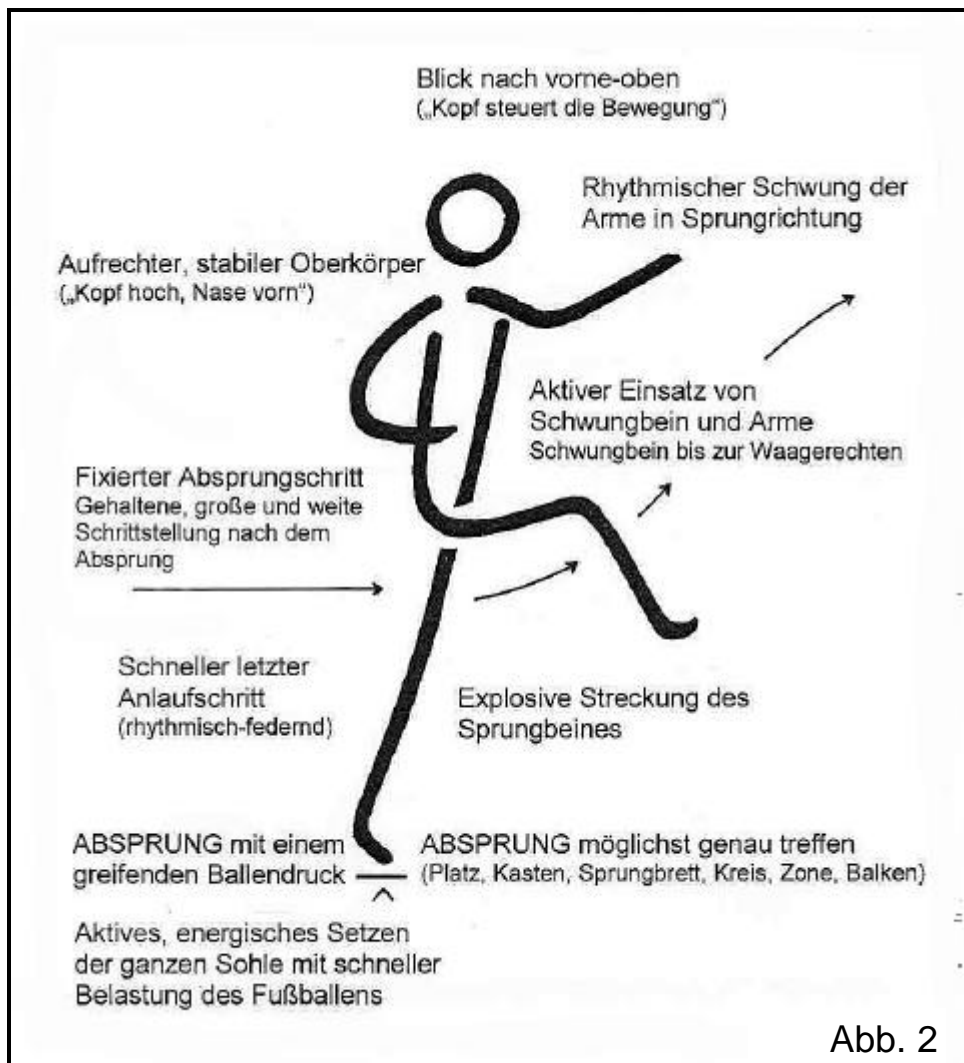 Blick nach vorne-oben
(„Kopf steuert die Bewegung")
Rhythmischer Schwung der
Arme in Sprungrichtung
Aufrechter, stabiler Oberkörper
(„Kopf hoch, Nase vorn")
Aktiver Einsatz von
Schwungbein und Arme
Schwungbein bis zur Waagerechten
Fixierter Absprungschritt
Gehaltene, große und weite
Schrittstellung nach dem
Absprung
Schneller letzter
Anlaufschritt
(rhythmisch-federnd)
Explosive Streckung des
Sprungbeines
ABSPRUNG mit einem
greifenden Ballendruck
ABSPRUNG möglichst genau treffen
(Platz, Kasten, Sprungbrett, Kreis, Zone, Balken)
Aktives, energisches Setzen
der ganzen Sohle mit schneller
Belastung des Fußballens
Abb. 2